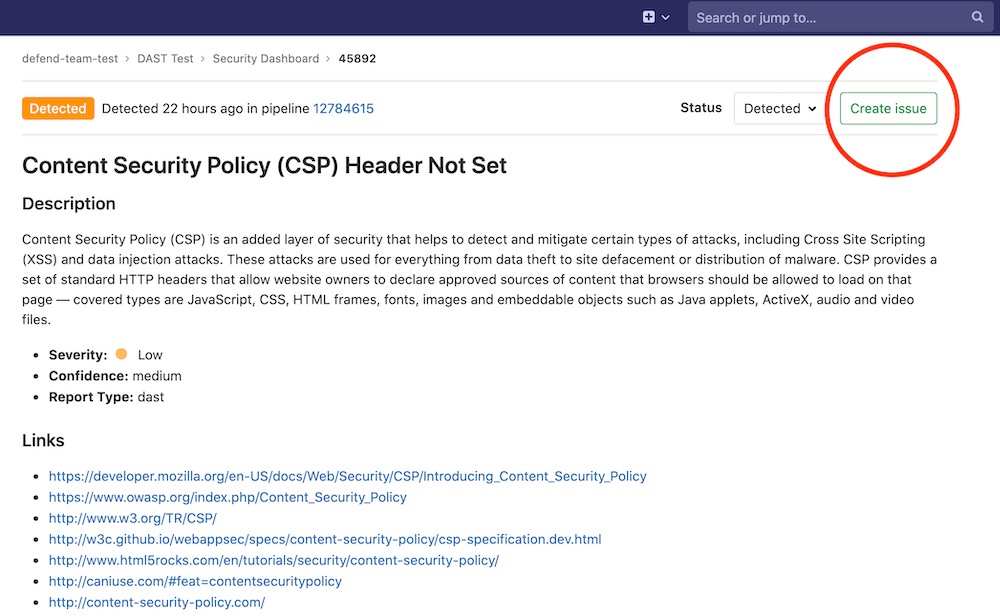 Search or jump to...
defend-team-test › DAST Test › Security Dashboard › 45892
Detected Detected 22 hours ago in pipeline 12784615 Status Detected Create issue
Content Security Policy (CSP) Header Not Set
Description
Content Security Policy (CSP) is an added layer of security that helps to detect and mitigate certain types of attacks, including Cross Site Scripting
(XSS) and data injection attacks. These attacks are used for everything from data theft to site defacement or distribution of malware. CSP provides a
set of standard HTTP headers that allow website owners to declare approved sources of content that browsers should be allowed to load on that
page — covered types are JavaScript, CSS, HTML frames, fonts, images and embeddable objects such as Java applets, ActiveX, audio and video
files.
• Severity: Low
• Confidence: medium
• Report Type: dast
Links
• https://developer.mozilla.org/en-US/docs/Web/Security/CSP/Introducing_Content_Security_Policy
• https://www.owasp.org/index.php/Content_Security_Policy
• http://www.w3.org/TR/CSP/
• http://w3c.github.io/webappsec/specs/content-security-policy/csp-specification.dev.html
• http://www.html5rocks.com/en/tutorials/security/content-security-policy/
• http://caniuse.com/#feat=contentsecuritypolicy
• http://content-security-policy.com/